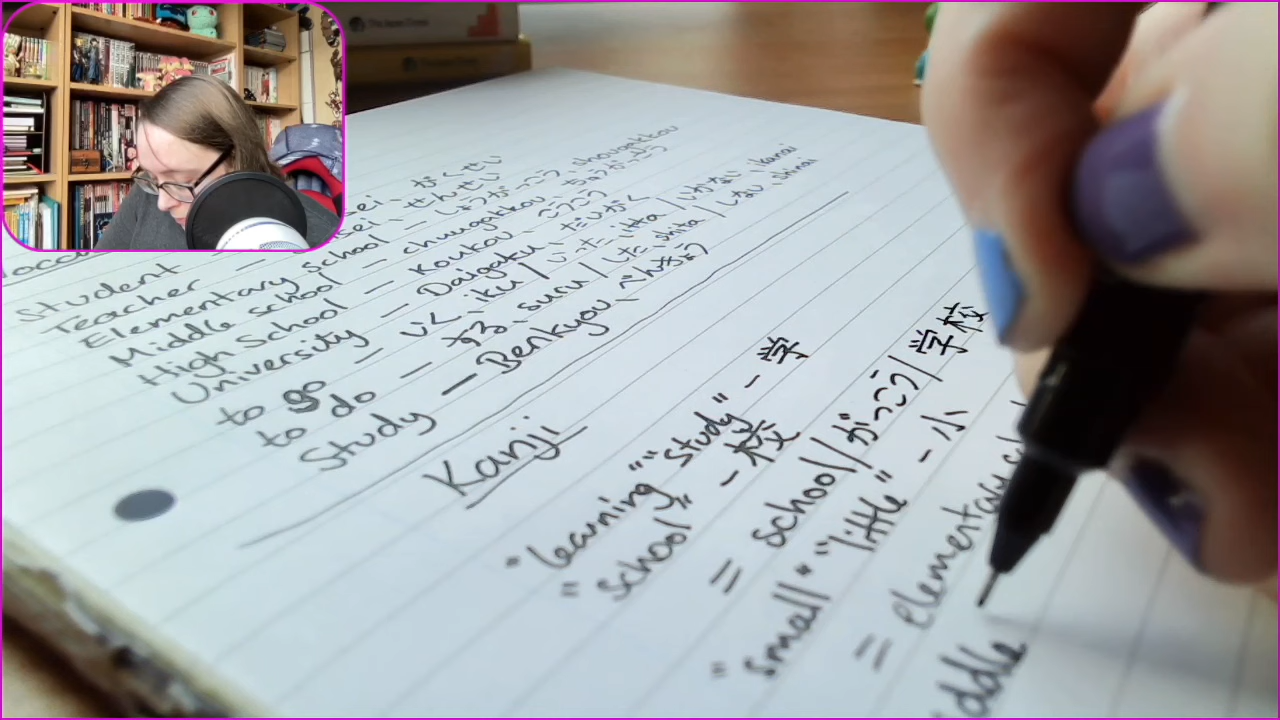 The Japan Times
Student
Teacher — せんせい
Elementary school — しょうがっこう, shougakkou
Middle school — chuugakkou, ちゅうがっこう
High School — Koukou, こうこう
University — Daigaku, だいがく
to go — いく, iku / いった, itta / いかない, ikanai
to do — する, suru / した, shita / しない, shinai
Study — Benkyou, べんきょう
Kanji
"learning" "study" - 学
"school" - 校
= school / がっこう / 学校
"small" "little" - 小
= elementary